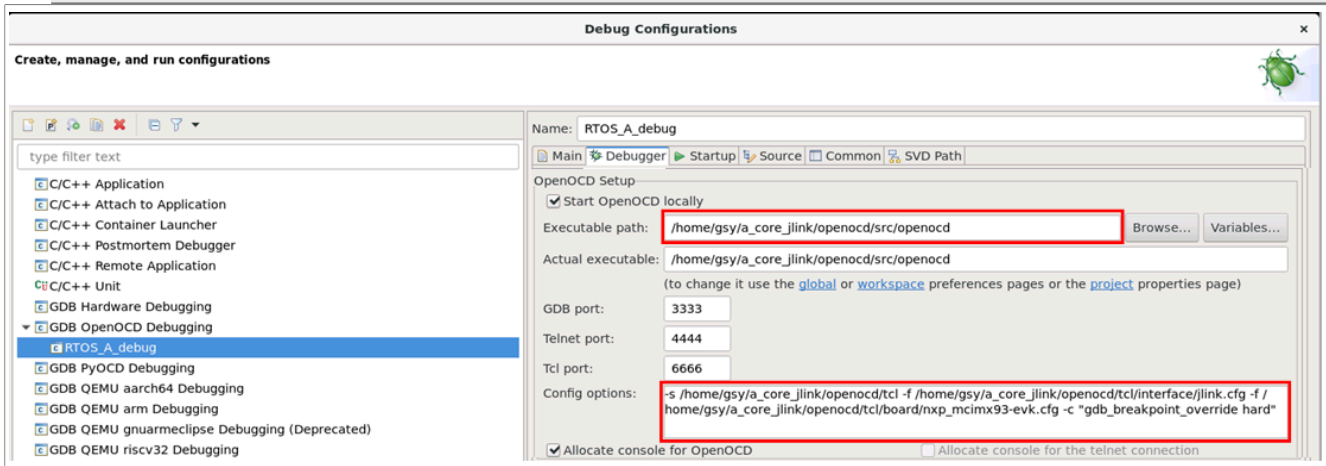 Debug Configurations
×
Create, manage, and run configurations
type filter text
C/C++ Application
C/C++ Attach to Application
C/C++ Container Launcher
C/C++ Postmortem Debugger
C/C++ Remote Application
C/C++ Unit
GDB Hardware Debugging
GDB OpenOCD Debugging
RTOS_A_debug
GDB PyOCD Debugging
GDB QEMU aarch64 Debugging
GDB QEMU arm Debugging
GDB QEMU gnuarmeclipse Debugging (Deprecated)
GDB QEMU riscv32 Debugging
Name: RTOS_A_debug
Main Debugger Startup Source Common SVD Path
OpenOCD Setup
Start OpenOCD locally
Executable path: /home/gsy/a_core_jlink/openocd/src/openocd Browse... Variables...
Actual executable: /home/gsy/a_core_jlink/openocd/src/openocd
(to change it use the global or workspace preferences pages or the project properties page)
GDB port: 3333
Telnet port: 4444
Tcl port: 6666
Config options: -s /home/gsy/a_core_jlink/openocd/tcl -f /home/gsy/a_core_jlink/openocd/tcl/interface/jlink.cfg -f /
home/gsy/a_core_jlink/openocd/tcl/board/nxp_mcimx93-evk.cfg -c "gdb_breakpoint_override hard"
Allocate console for OpenOCD Allocate console for the telnet connection